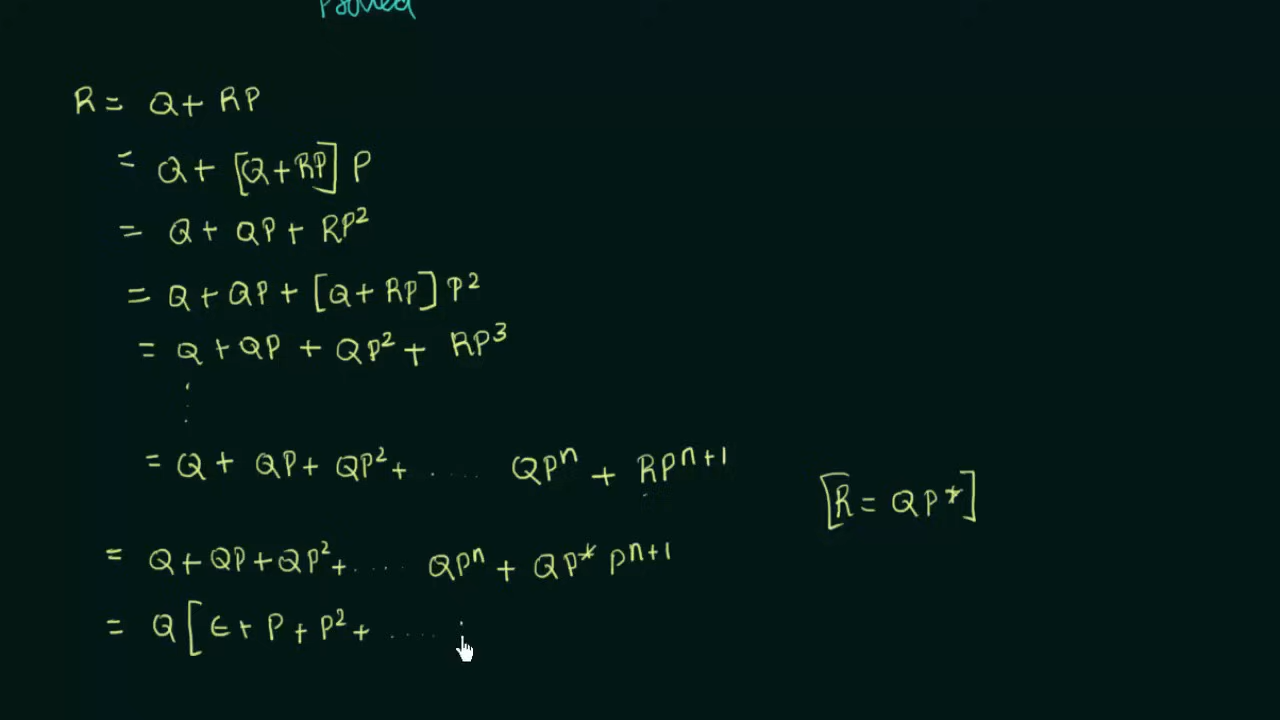 Proved
R = Q + RP
= Q + [Q + RP] P
= Q + QP + RP²
= Q + QP + [Q + RP] P²
= Q + QP + QP² + RP³
⋮
= Q + QP + QP² + ..... QPⁿ + RPⁿ⁺¹
[R = QP*]
= Q + QP + QP² + ..... QPⁿ + QP* Pⁿ⁺¹
= Q [ϵ + P + P² + .....